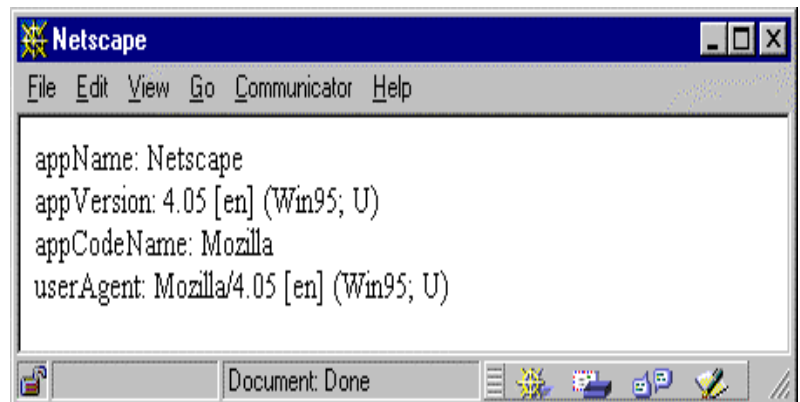 Netscape
File Edit View Go Communicator Help
appName: Netscape
appVersion: 4.05 [en] (Win95; U)
appCodeName: Mozilla
userAgent: Mozilla/4.05 [en] (Win95; U)
Document: Done